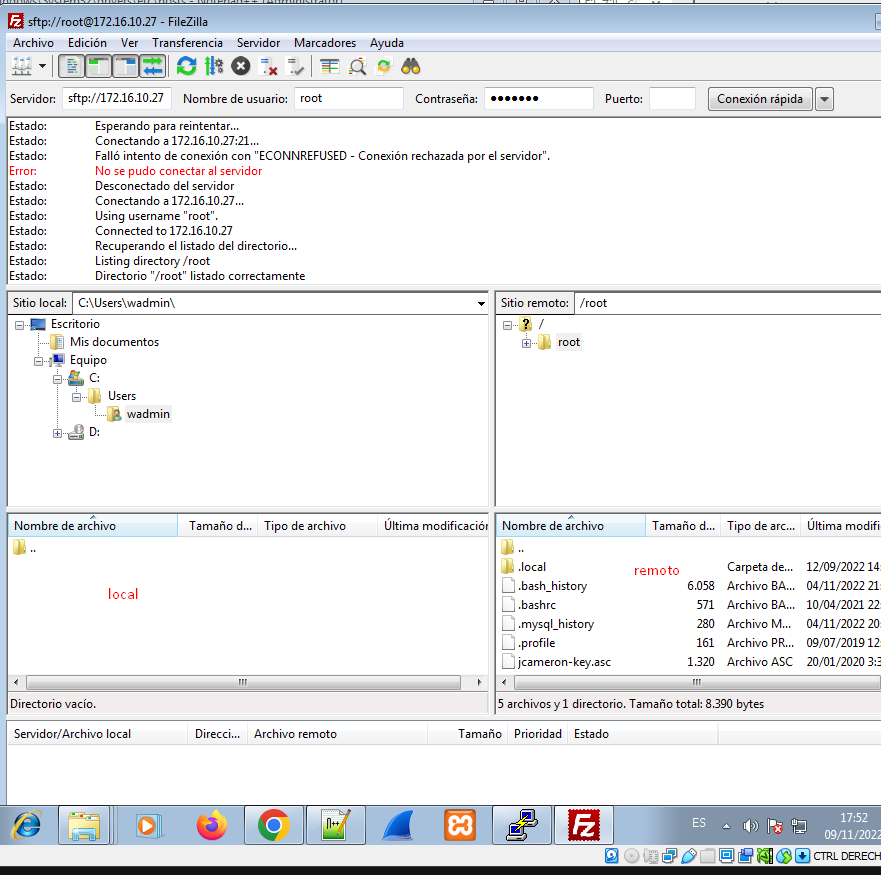 sftp://root@172.16.10.27 - FileZilla
Archivo Edición Ver Transferencia Servidor Marcadores Ayuda
Servidor: sftp://172.16.10.27 Nombre de usuario: root Contraseña: ●●●●●●● Puerto: Conexión rápida
Estado: Esperando para reintentar...
Estado: Conectando a 172.16.10.27:21...
Estado: Falló intento de conexión con "ECONNREFUSED - Conexión rechazada por el servidor".
Error: No se pudo conectar al servidor
Estado: Desconectado del servidor
Estado: Conectando a 172.16.10.27...
Estado: Using username "root".
Estado: Connected to 172.16.10.27
Estado: Recuperando el listado del directorio...
Estado: Listing directory /root
Estado: Directorio "/root" listado correctamente
Sitio local: C:\Users\wadmin\
Escritorio
Mis documentos
Equipo
C:
Users
wadmin
D:
Sitio remoto: /root
/
root
Nombre de archivo Tamaño d... Tipo de archivo Última modificación
..
local
Directorio vacío.
Nombre de archivo Tamaño d... Tipo de arc... Última modifi
..
.local Carpeta de... 12/09/2022 14:
remoto
.bash_history 6.058 Archivo BA... 04/11/2022 21:
.bashrc 571 Archivo BA... 10/04/2021 22:
.mysql_history 280 Archivo M... 04/11/2022 20:
.profile 161 Archivo PR... 09/07/2019 12:
jcameron-key.asc 1.320 Archivo ASC 20/01/2020 3:3
5 archivos y 1 directorio. Tamaño total: 8.390 bytes
Servidor/Archivo local Direcci... Archivo remoto Tamaño Prioridad Estado
ES 17:52
09/11/2022
CTRL DERECH